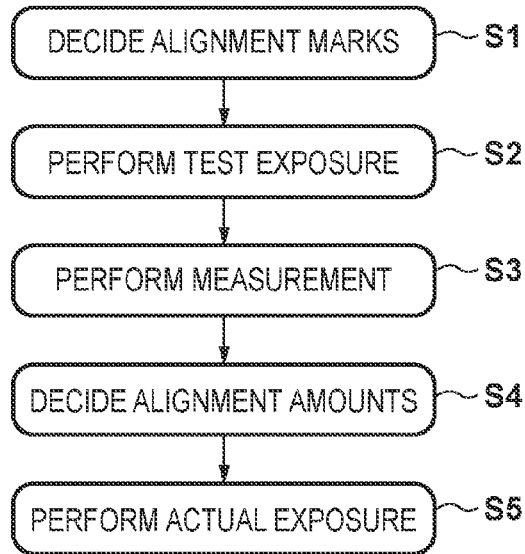 DECIDE ALIGNMENT MARKS S1
PERFORM TEST EXPOSURE S2
PERFORM MEASUREMENT S3
DECIDE ALIGNMENT AMOUNTS S4
PERFORM ACTUAL EXPOSURE S5